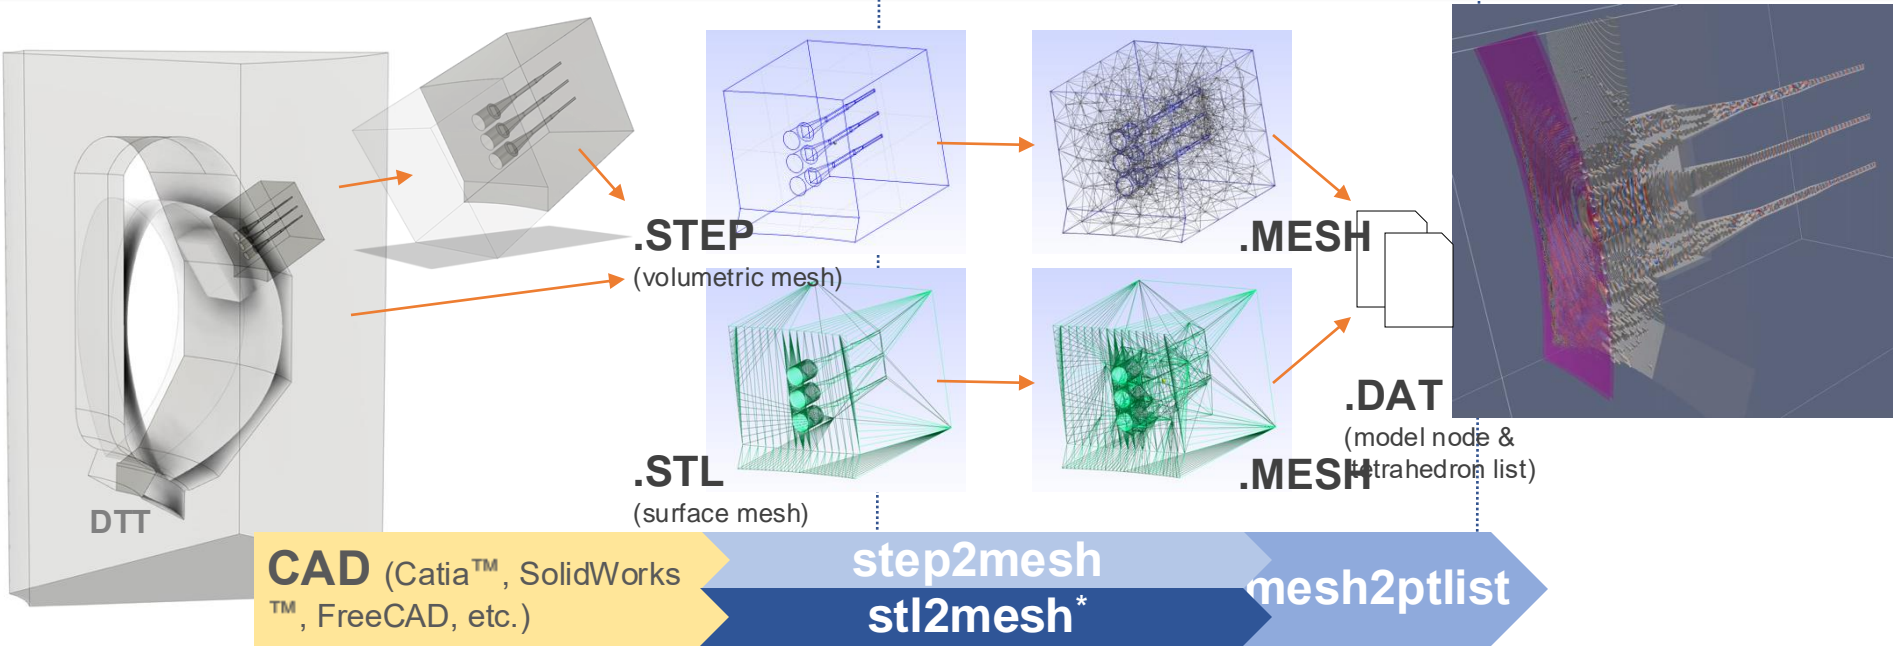 .STEP
(volumetric mesh)
.MESH
.STL
(surface mesh)
.MESH
.DAT
(model node &
tetrahedron list)
DTT
CAD (Catia™, SolidWorks
™, FreeCAD, etc.)
step2mesh
stl2mesh*
mesh2ptlist